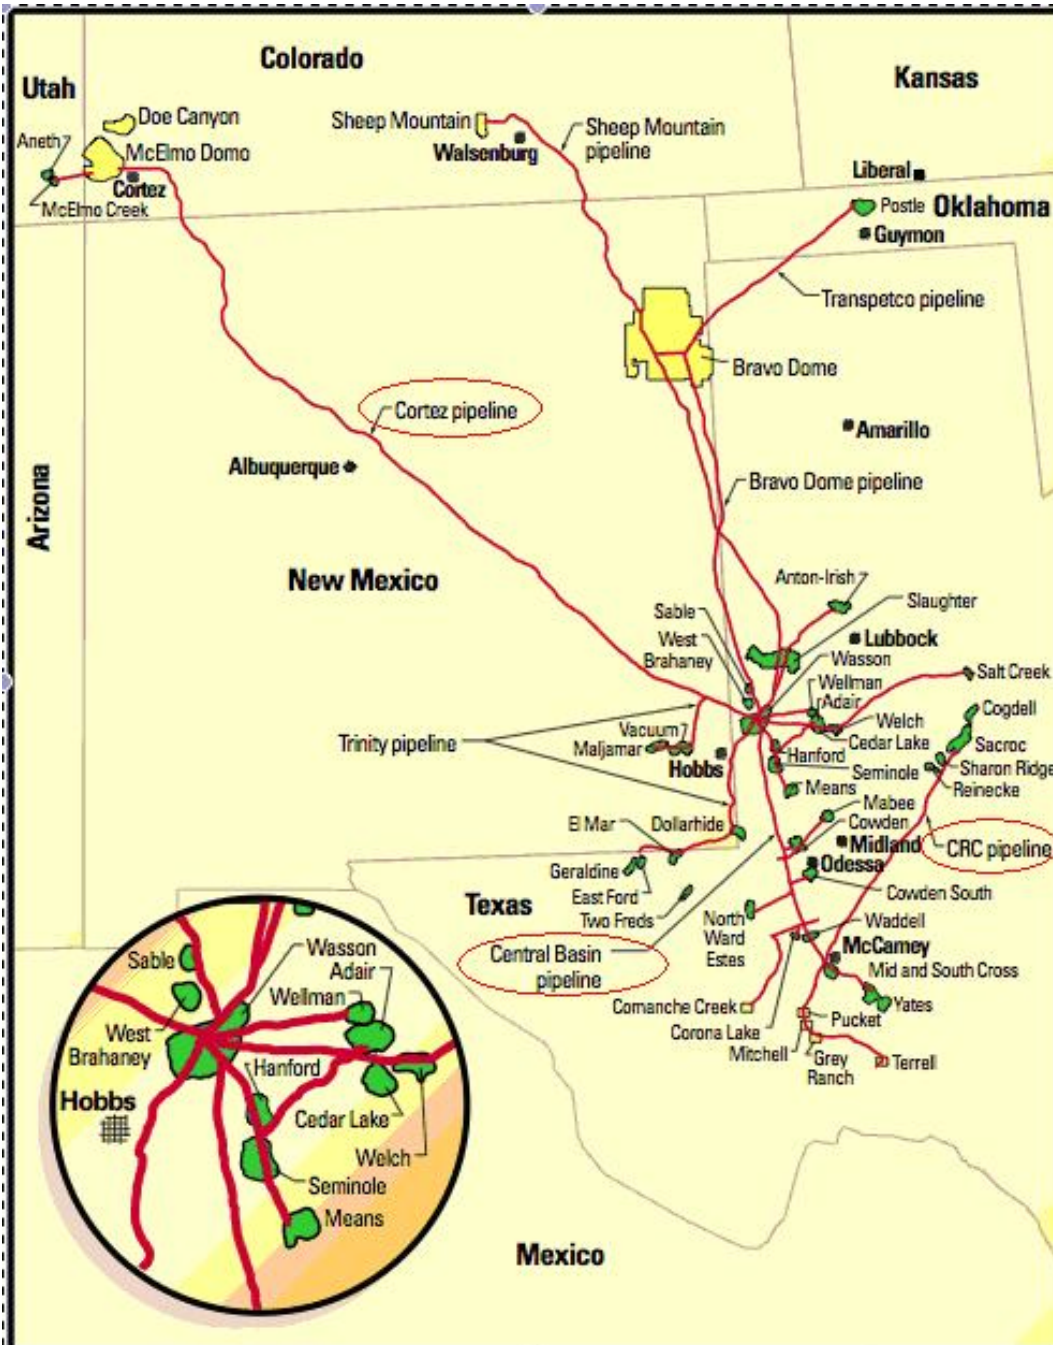 Colorado
Utah
Kansas
Doe Canyon
Sheep Mountain
Sheep Mountain
pipeline
Aneth
McElmo Domo
Walsenburg
Liberal
Cortez
McElmo Creek
Postle
Oklahoma
Guymon
Transpetco pipeline
Bravo Dome
Cortez pipeline
Amarillo
Albuquerque
Bravo Dome pipeline
Arizona
New Mexico
Anton-Irish
Slaughter
Sable
Lubbock
West
Brahaney
Wasson
Salt Creek
Wellman
Adair
Cogdell
Welch
Vacuum
Trinity pipeline
Maljamar
Cedar Lake
Sacroc
Hobbs
Hanford
Seminole
Sharon Ridge
Reinecke
Means
Mabee
El Mar
Dollarhide
Cowden
Midland
CRC pipeline
Odessa
Geraldine
East Ford
Cowden South
Texas
Two Freds
North
Ward
Estes
Waddell
McCamey
Central Basin
pipeline
Mid and South Cross
Comanche Creek
Yates
Corona Lake
Pucket
Mitchell
Grey
Ranch
Terrell
Sable
Wasson
Adair
Wellman
West
Brahaney
Hanford
Hobbs
Cedar Lake
Welch
Seminole
Means
Mexico